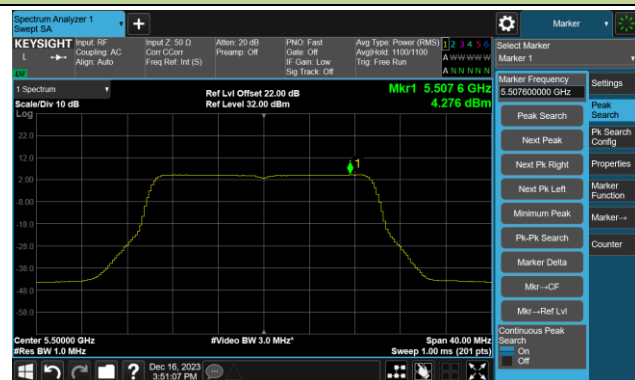 Spectrum Analyzer 1
Swept SA
Marker
KEYSIGHT
L
LW
Input: RF
Coupling: AC
Align: Auto
Input Z: 50 Ω
Corr CCorr
Freq Ref: Int (S)
Atten: 20 dB
Preamp: Off
PNO: Fast
Gate: Off
IF Gain: Low
Sig Track: Off
Avg Type: Power (RMS)
Avg|Hold: 1100/1100
Trig: Free Run
1 2 3 4 5 6
A W W W W W
A N N N N N
Select Marker
Marker 1
1 Spectrum
Scale/Div 10 dB
Log
Ref Lvl Offset 22.00 dB
Ref Level 32.00 dBm
Mkr1 5.507 6 GHz
4.276 dBm
22.0
12.0
2.00
-8.00
-18.0
-28.0
-38.0
-48.0
-58.0
1
Center 5.50000 GHz
#Res BW 1.0 MHz
#Video BW 3.0 MHz*
Span 40.00 MHz
Sweep 1.00 ms (201 pts)
Marker Frequency
5.507600000 GHz
Peak Search
Next Peak
Next Pk Right
Next Pk Left
Minimum Peak
Pk-Pk Search
Marker Delta
Mkr→CF
Mkr→Ref Lvl
Continuous Peak
Search
On
Off
Settings
Peak
Search
Pk Search
Config
Properties
Marker
Function
Marker→
Counter
Dec 16, 2023
3:51:07 PM